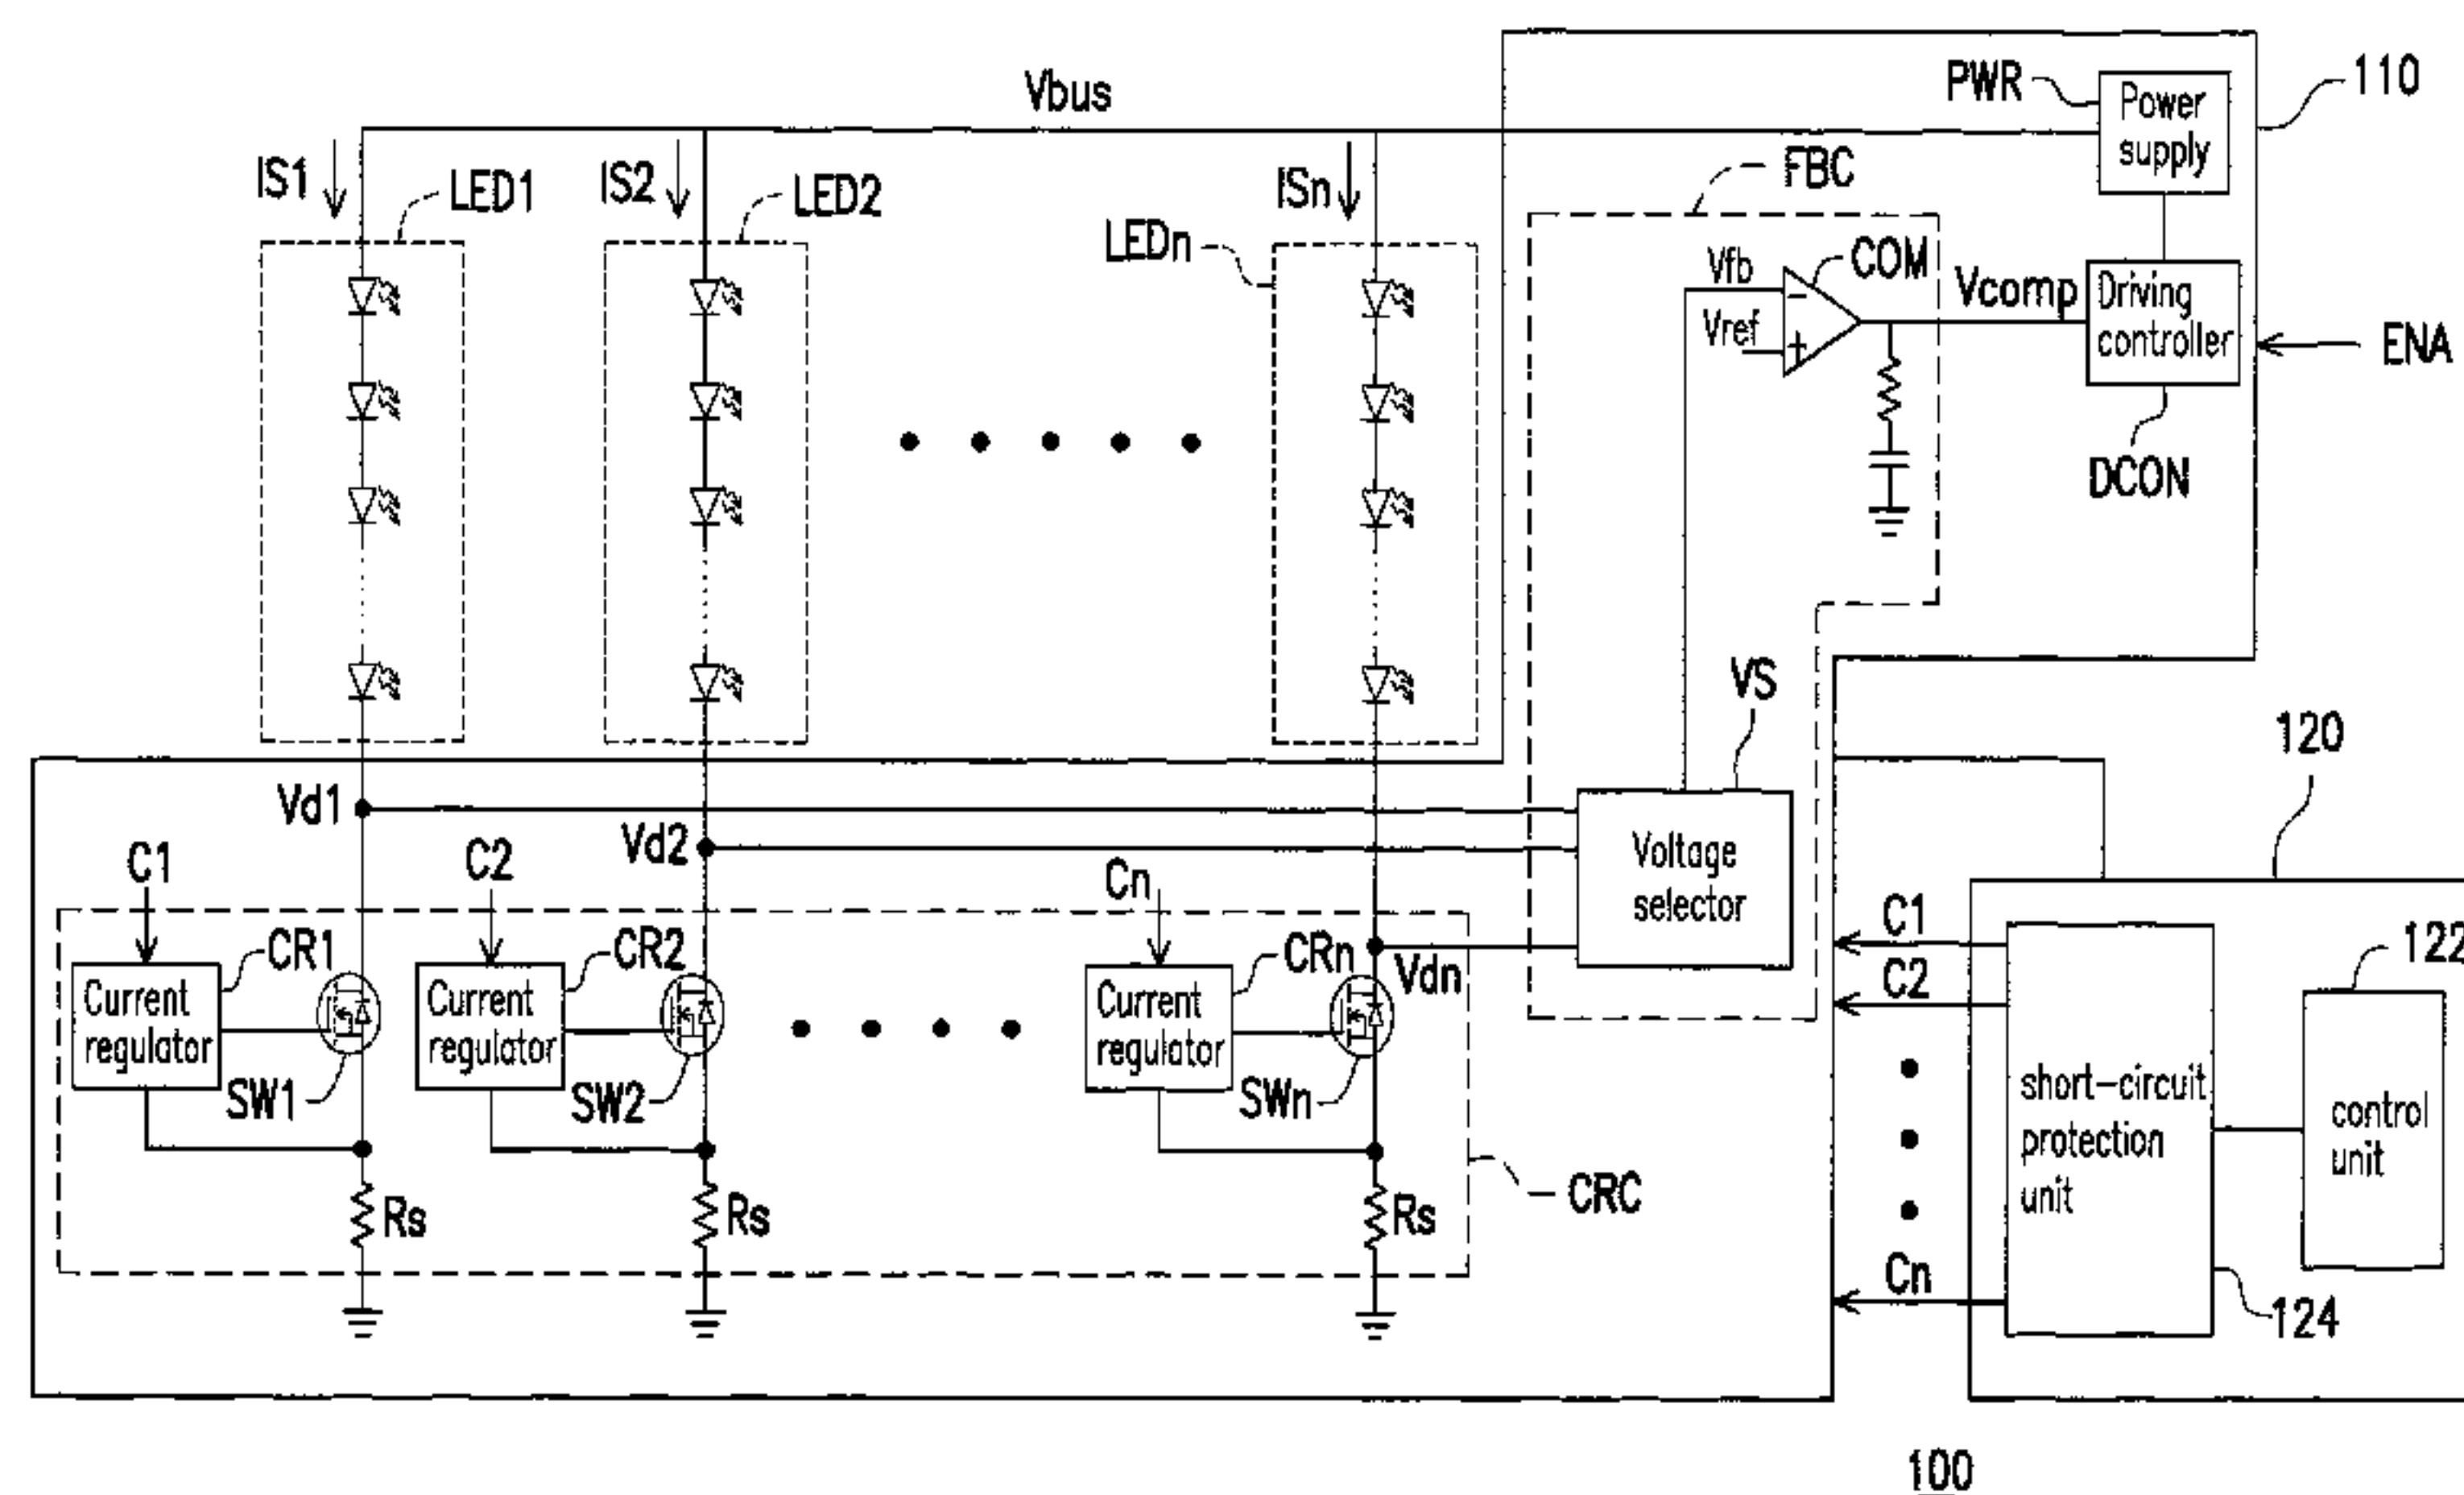 Vbus
PWR
Power
supply
110
IS1
LED1
IS2
LED2
ISn
LEDn
FBC
Vfb
COM
Vref
Vcomp
Driving
controller
ENA
DCON
VS
120
Vd1
Vd2
Voltage
selector
C1
C2
Cn
Vdn
CR1
Current
regulator
SW1
CR2
Current
regulator
SW2
CRn
Current
regulator
SWn
Rs
Rs
Rs
CRC
C1
C2
Cn
short-circuit
protection
unit
122
control
unit
124
100